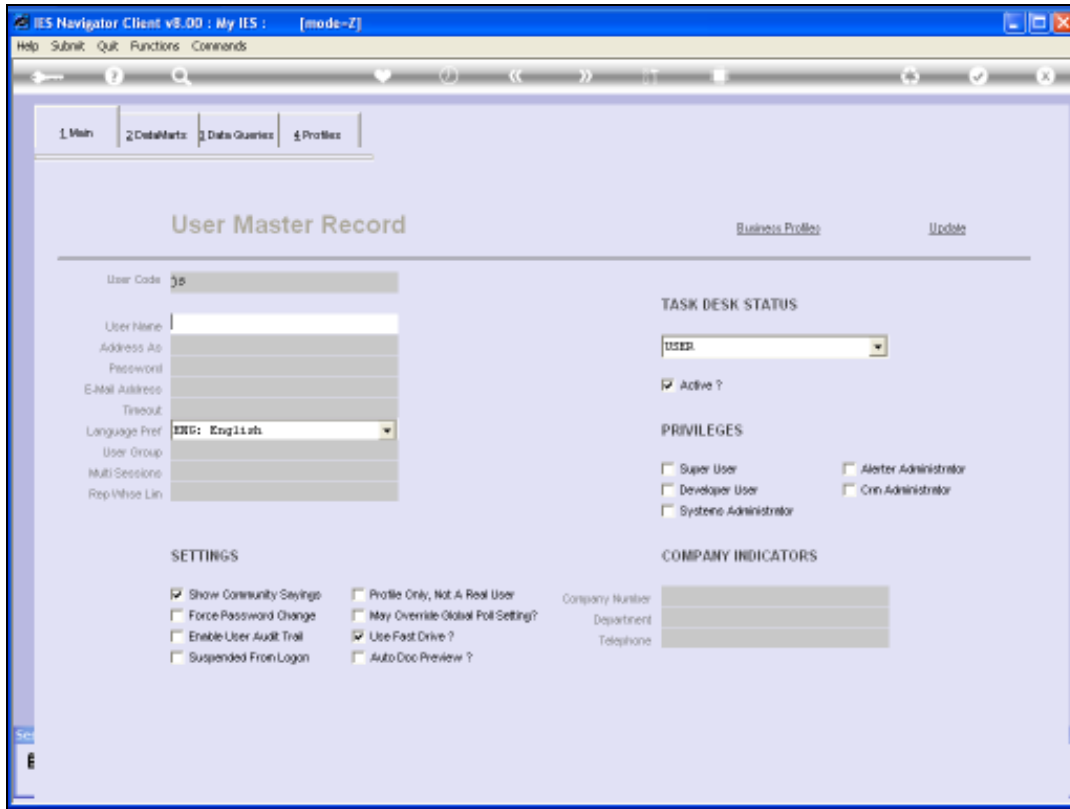 IES Navigator Client v8.00 : My IES : [mode=Z]
Help Submit Quit Functions Commands
1 Main 2 DataMarts 3 Data Queries 4 Profiles
User Master Record
Business Profiles Update
User Code js
User Name
Address As
Password
E-Mail Address
Timeout
Language Pref ENG: English
User Group
Multi Sessions
Rep Whse Lim
TASK DESK STATUS
USER
Active ?
PRIVILEGES
Super User Alerter Administrator
Developer User Crm Administrator
Systems Administrator
SETTINGS
Show Community Sayings Profile Only, Not A Real User
Force Password Change May Override Global Poll Setting?
Enable User Audit Trail Use Fast Drive ?
Suspended From Logon Auto Doc Preview ?
COMPANY INDICATORS
Company Number
Department
Telephone